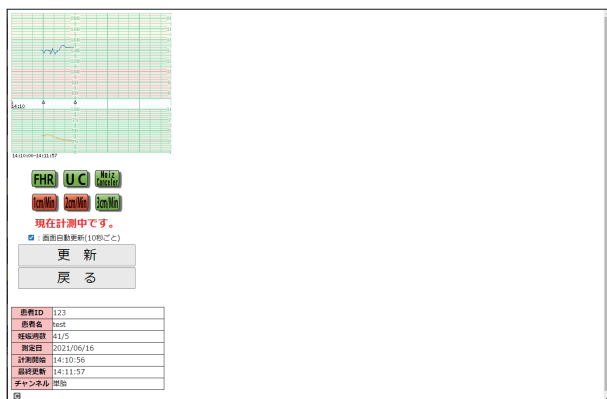 14:10
14:10:00-14:11:57
FHR UC Noiz Canceler
1cm/Min 2cm/Min 3cm/Min
現在計測中です。
：画面自動更新(10秒ごと)
更 新
戻 る
患者ID 123
患者名 test
妊娠週数 41/5
測定日 2021/06/16
計測開始 14:10:56
最終更新 14:11:57
チャンネル 単胎